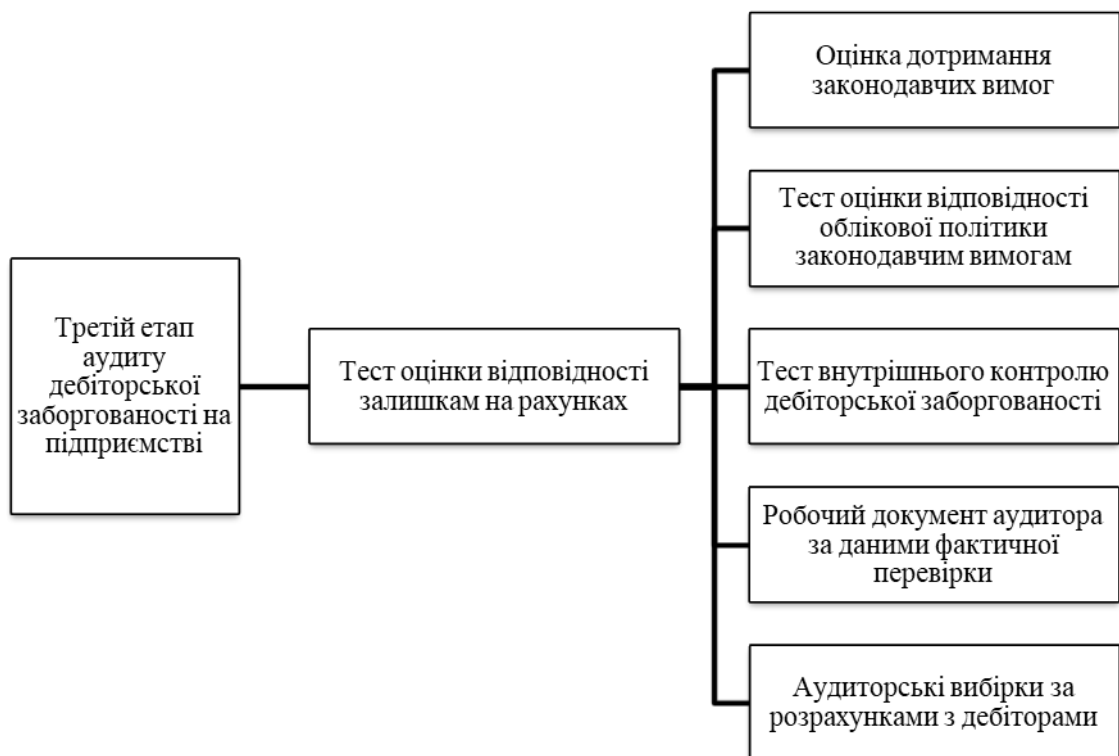 Третій етап
аудиту
дебіторської
заборгованості на
підприємстві
Тест оцінки відповідності
залишкам на рахунках
Оцінка дотримання
законодавчих вимог
Тест оцінки відповідності
облікової політики
законодавчим вимогам
Тест внутрішнього контролю
дебіторської заборгованості
Робочий документ аудитора
за даними фактичної
перевірки
Аудиторські вибірки за
розрахунками з дебіторами